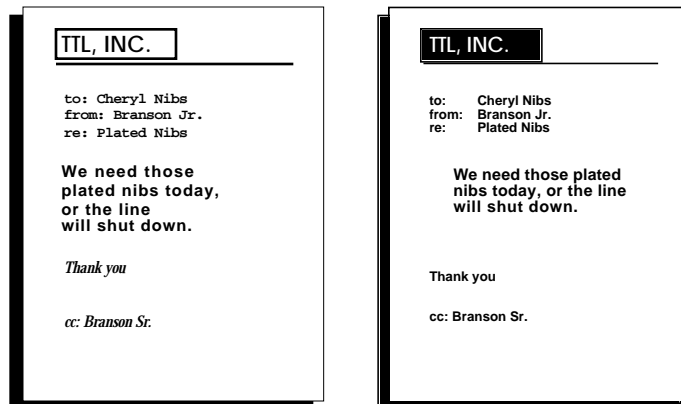 TTL, INC.
to: Cheryl Nibs
from: Branson Jr.
re: Plated Nibs
We need those
plated nibs today,
or the line
will shut down.
Thank you
cc: Branson Sr.
TTL, INC.
to: Cheryl Nibs
from: Branson Jr.
re: Plated Nibs
We need those plated
nibs today, or the line
will shut down.
Thank you
cc: Branson Sr.